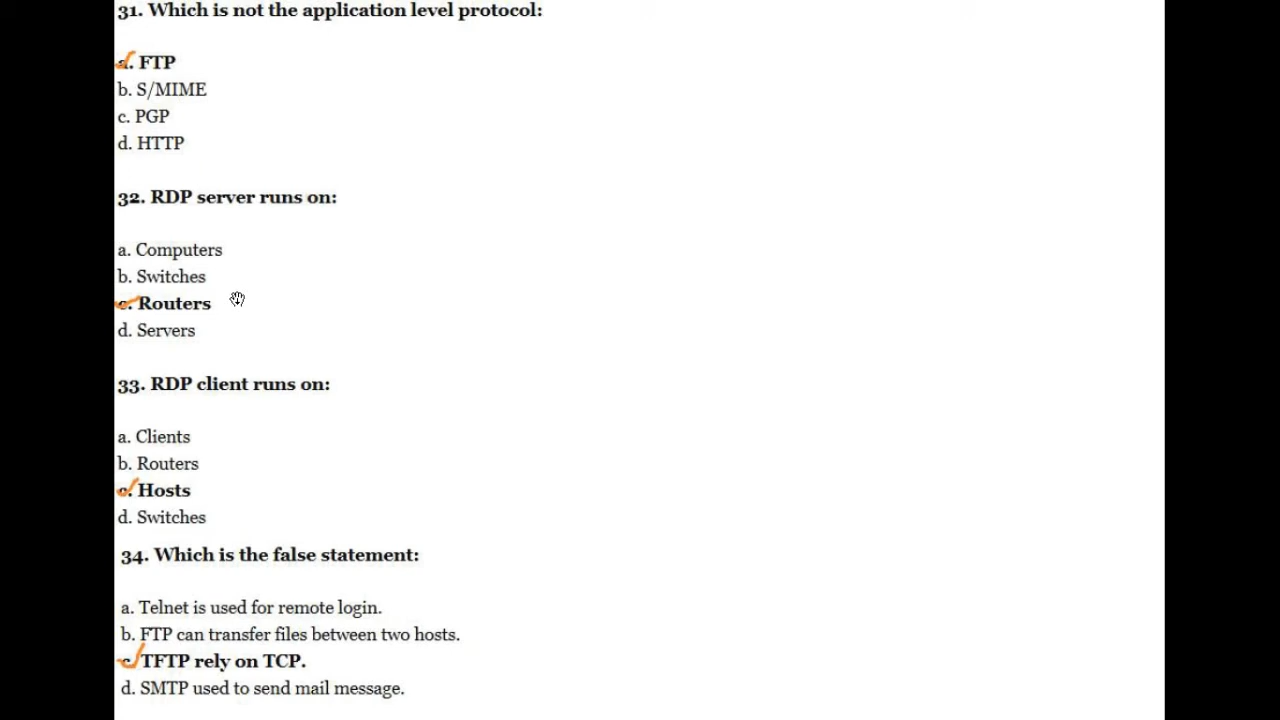 31. Which is not the application level protocol:
a. FTP
b. S/MIME
c. PGP
d. HTTP
32. RDP server runs on:
a. Computers
b. Switches
c. Routers
d. Servers
33. RDP client runs on:
a. Clients
b. Routers
c. Hosts
d. Switches
34. Which is the false statement:
a. Telnet is used for remote login.
b. FTP can transfer files between two hosts.
c. TFTP rely on TCP.
d. SMTP used to send mail message.